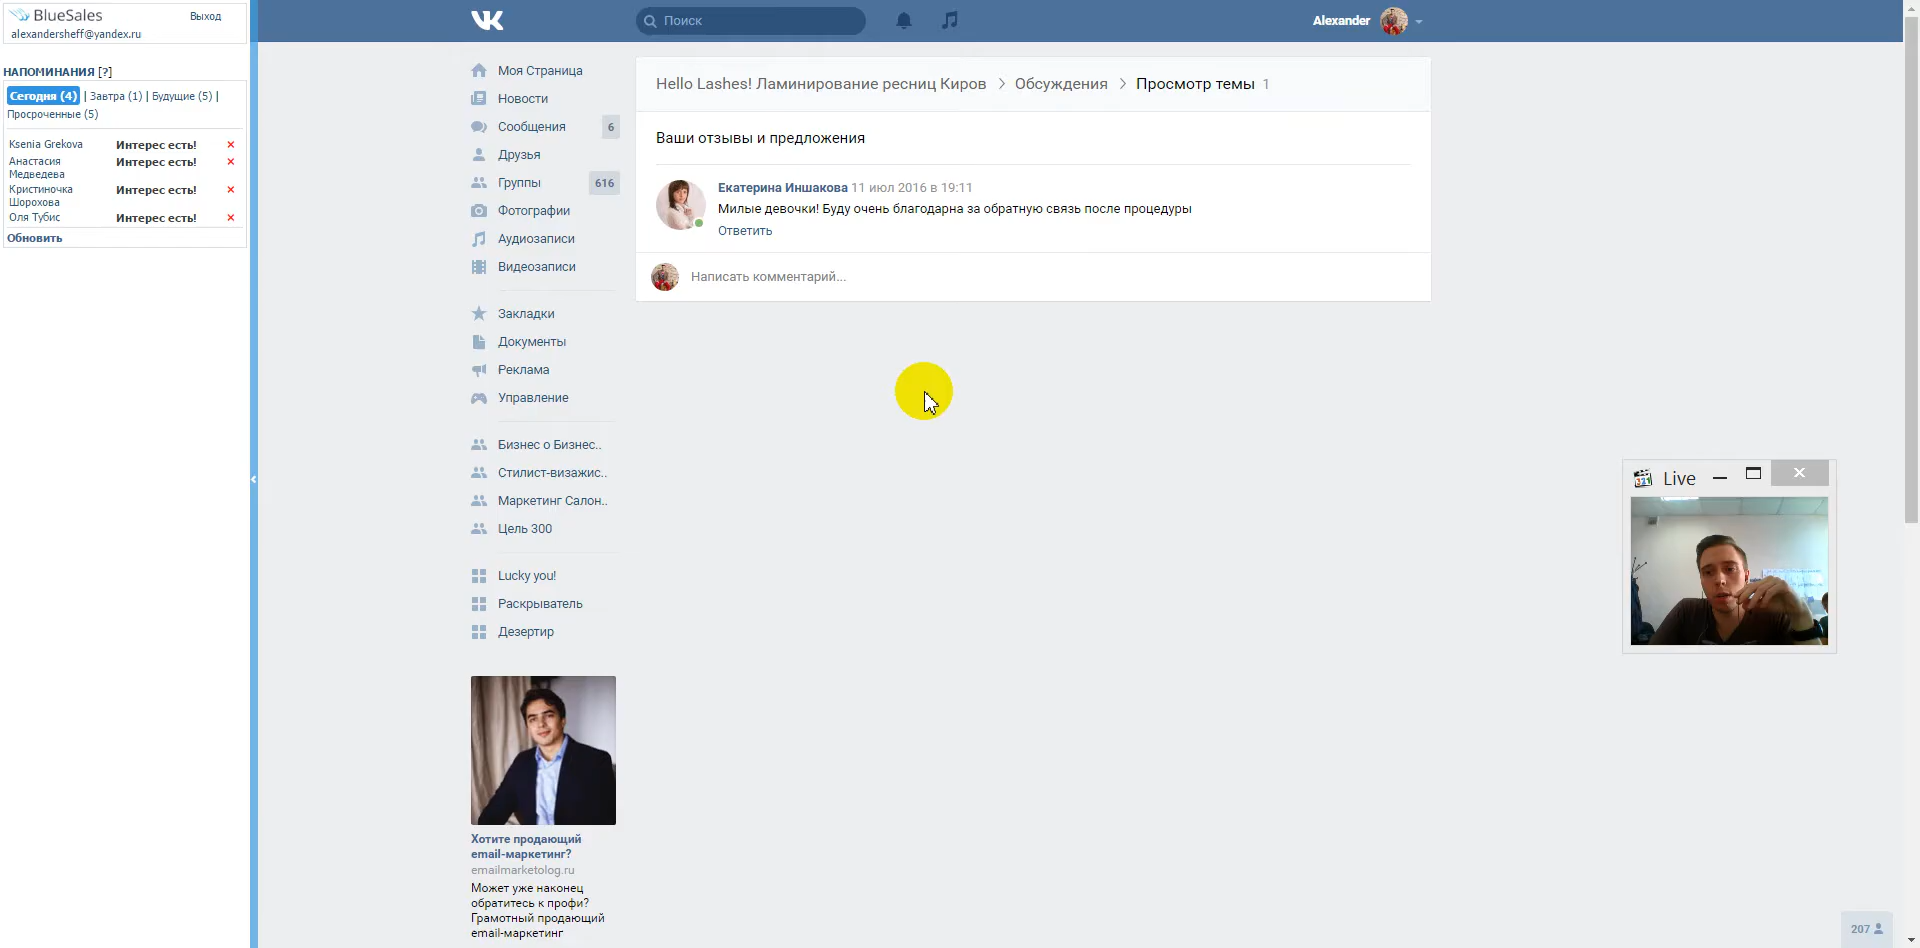 BlueSales
Выход
alexandersheff@yandex.ru
НАПОМИНАНИЯ [?]
Сегодня (4) | Завтра (1) | Будущие (5) |
Просроченные (5)
Ksenia Grekova Интерес есть!
Анастасия Медведева Интерес есть!
Кристиночка Шорохова Интерес есть!
Оля Тубис Интерес есть!
Обновить
Поиск
Alexander
Моя Страница
Новости
Сообщения 6
Друзья
Группы 616
Фотографии
Аудиозаписи
Видеозаписи
Закладки
Документы
Реклама
Управление
Бизнес о Бизнес..
Стилист-визажис..
Маркетинг Салон..
Цель 300
Lucky you!
Раскрыватель
Дезертир
Хотите продающий
email-маркетинг?
emailmarketolog.ru
Может уже наконец
обратитесь к профи?
Грамотный продающий
email-маркетинг
Hello Lashes! Ламинирование ресниц Киров > Обсуждения > Просмотр темы 1
Ваши отзывы и предложения
Екатерина Иншакова 11 июл 2016 в 19:11
Милые девочки! Буду очень благодарна за обратную связь после процедуры
Ответить
Написать комментарий...
Live
207